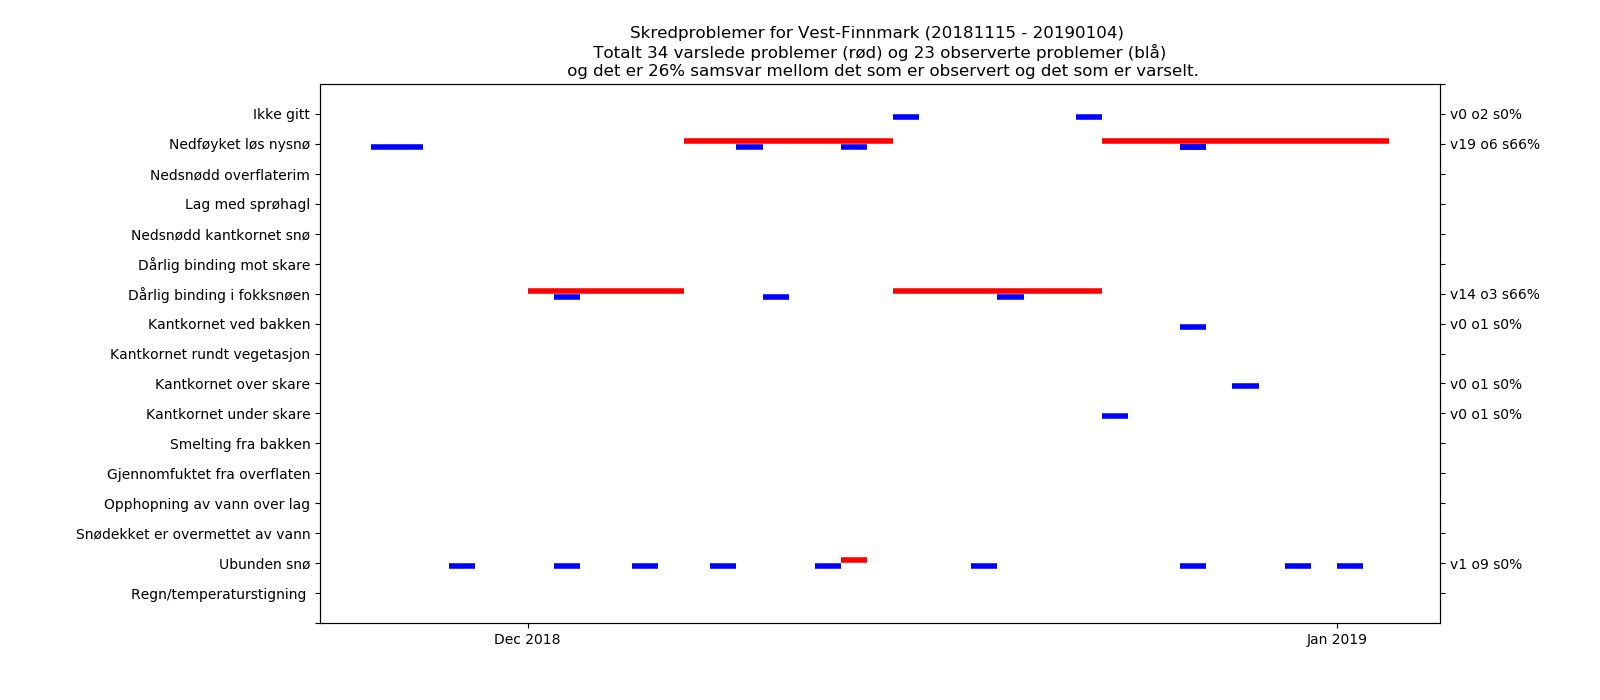 Skredproblemer for Vest-Finnmark (20181115 - 20190104)
Totalt 34 varslede problemer (rød) og 23 observerte problemer (blå)
og det er 26% samsvar mellom det som er observert og det som er varselt.
Ikke gitt v0 o2 s0%
Nedføyket løs nysnø v19 o6 s66%
Nedsnødd overflaterim
Lag med sprøhagl
Nedsnødd kantkornet snø
Dårlig binding mot skare
Dårlig binding i fokksnøen v14 o3 s66%
Kantkornet ved bakken v0 o1 s0%
Kantkornet rundt vegetasjon
Kantkornet over skare v0 o1 s0%
Kantkornet under skare v0 o1 s0%
Smelting fra bakken
Gjennomfuktet fra overflaten
Opphopning av vann over lag
Snødekket er overmettet av vann
Ubunden snø v1 o9 s0%
Regn/temperaturstigning
Dec 2018 Jan 2019